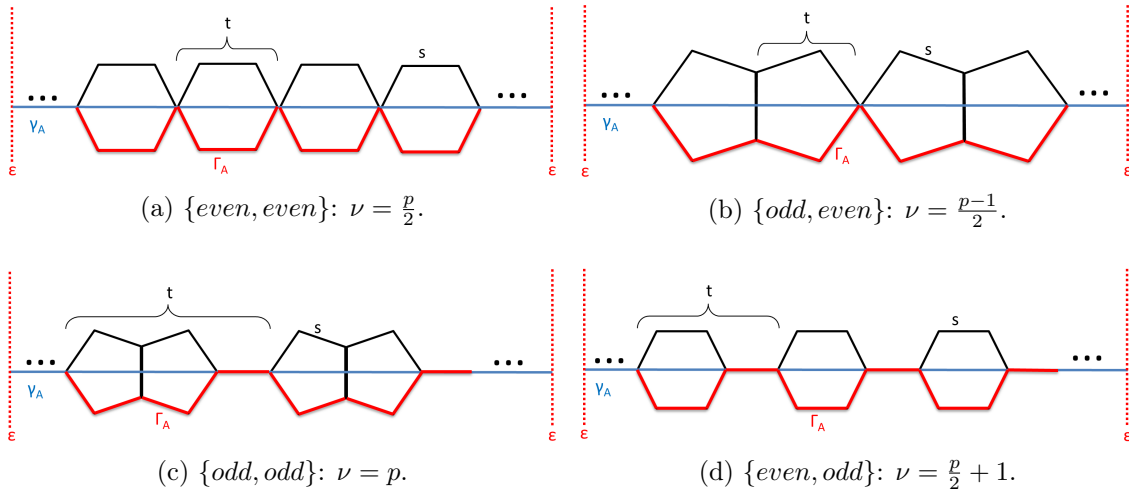 t
s
γA
ΓA
ε
ε
(a) {even, even}: ν = p/2.
t
s
γA
ΓA
ε
ε
(b) {odd, even}: ν = (p−1)/2.
t
s
γA
ΓA
ε
ε
(c) {odd, odd}: ν = p.
t
s
γA
ΓA
ε
ε
(d) {even, odd}: ν = p/2 + 1.